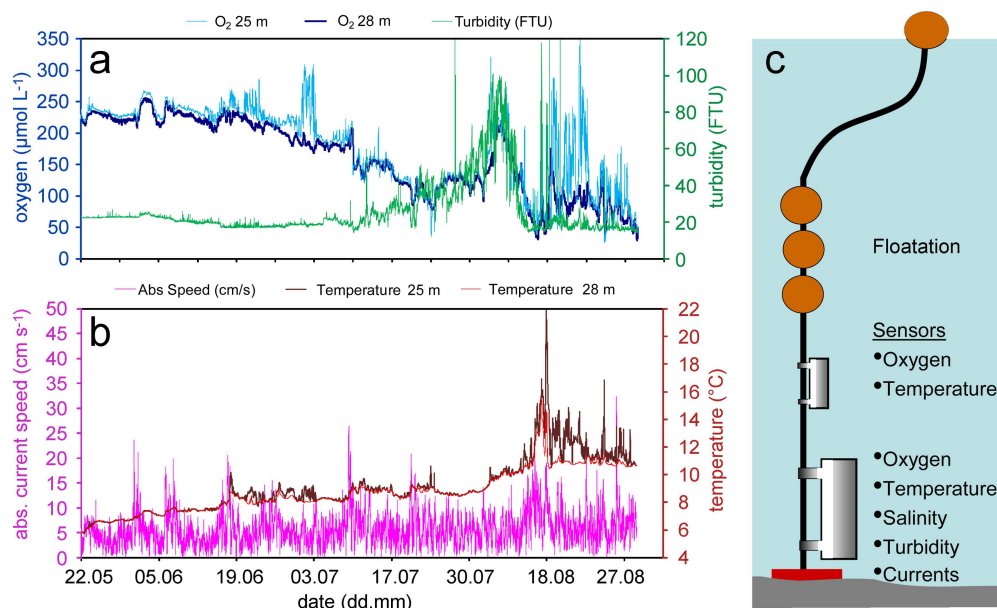 O₂ 25 m O₂ 28 m Turbidity (FTU)
a
oxygen (µmol L⁻¹)
350
300
250
200
150
100
50
0
120
100
80
60
40
20
0
turbidity (FTU)
Abs Speed (cm/s) Temperature 25 m Temperature 28 m
b
abs. current speed (cm s⁻¹)
50
45
40
35
30
25
20
15
10
5
0
22
20
18
16
14
12
10
8
6
4
temperature (°C)
22.05 05.06 19.06 03.07 17.07 30.07 18.08 27.08
date (dd.mm)
c
Floatation
Sensors
•Oxygen
•Temperature
•Oxygen
•Temperature
•Salinity
•Turbidity
•Currents